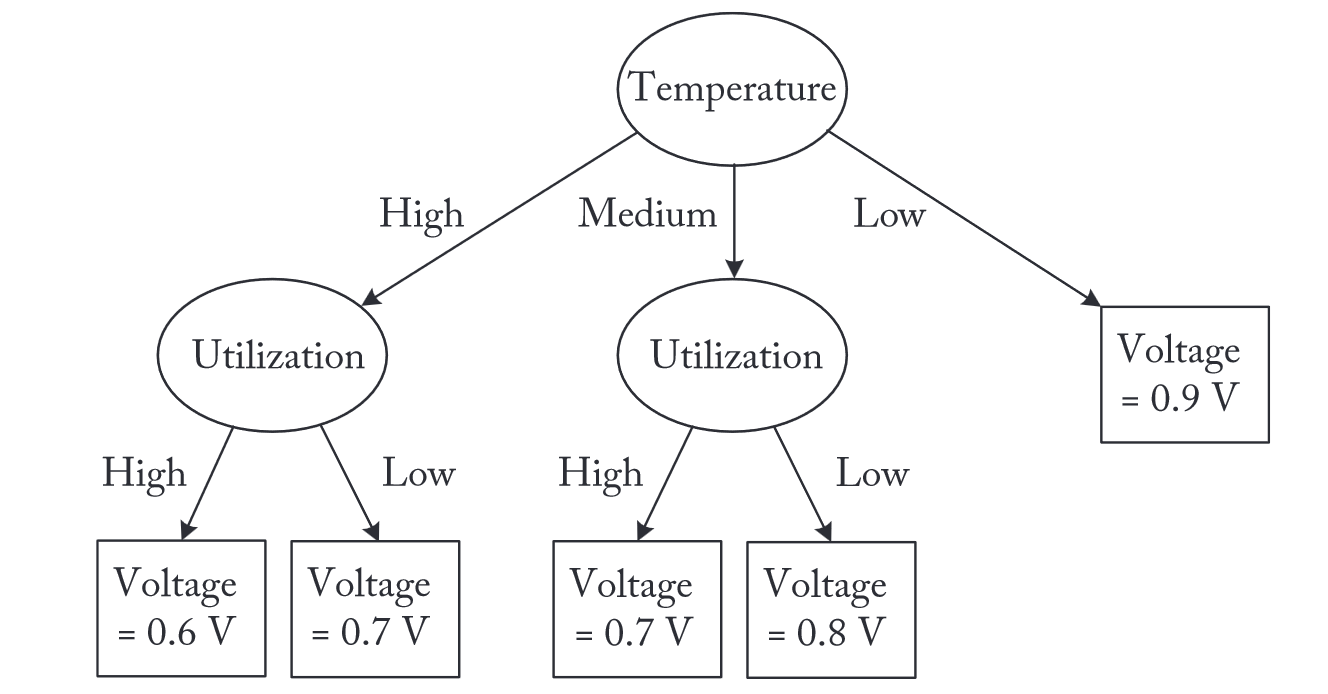 Temperature
High
Medium
Low
Utilization
Utilization
Voltage
= 0.9 V
High
Low
High
Low
Voltage
= 0.6 V
Voltage
= 0.7 V
Voltage
= 0.7 V
Voltage
= 0.8 V